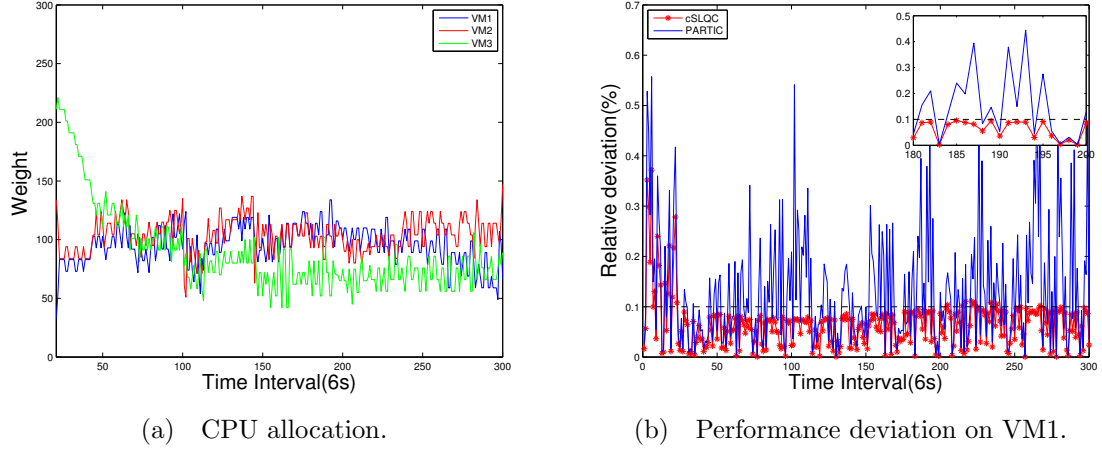 300
250
200
150
100
50
0
Weight
VM1
VM2
VM3
50 100 150 200 250 300
Time Interval(6s)
(a) CPU allocation.
0.7
0.6
0.5
0.4
0.3
0.2
0.1
0
Relative deviation(%)
cSLQC
PARTIC
0.5
0.4
0.3
0.2
0.1
0
180 185 190 195 200
0 50 100 150 200 250 300
Time Interval(6s)
(b) Performance deviation on VM1.